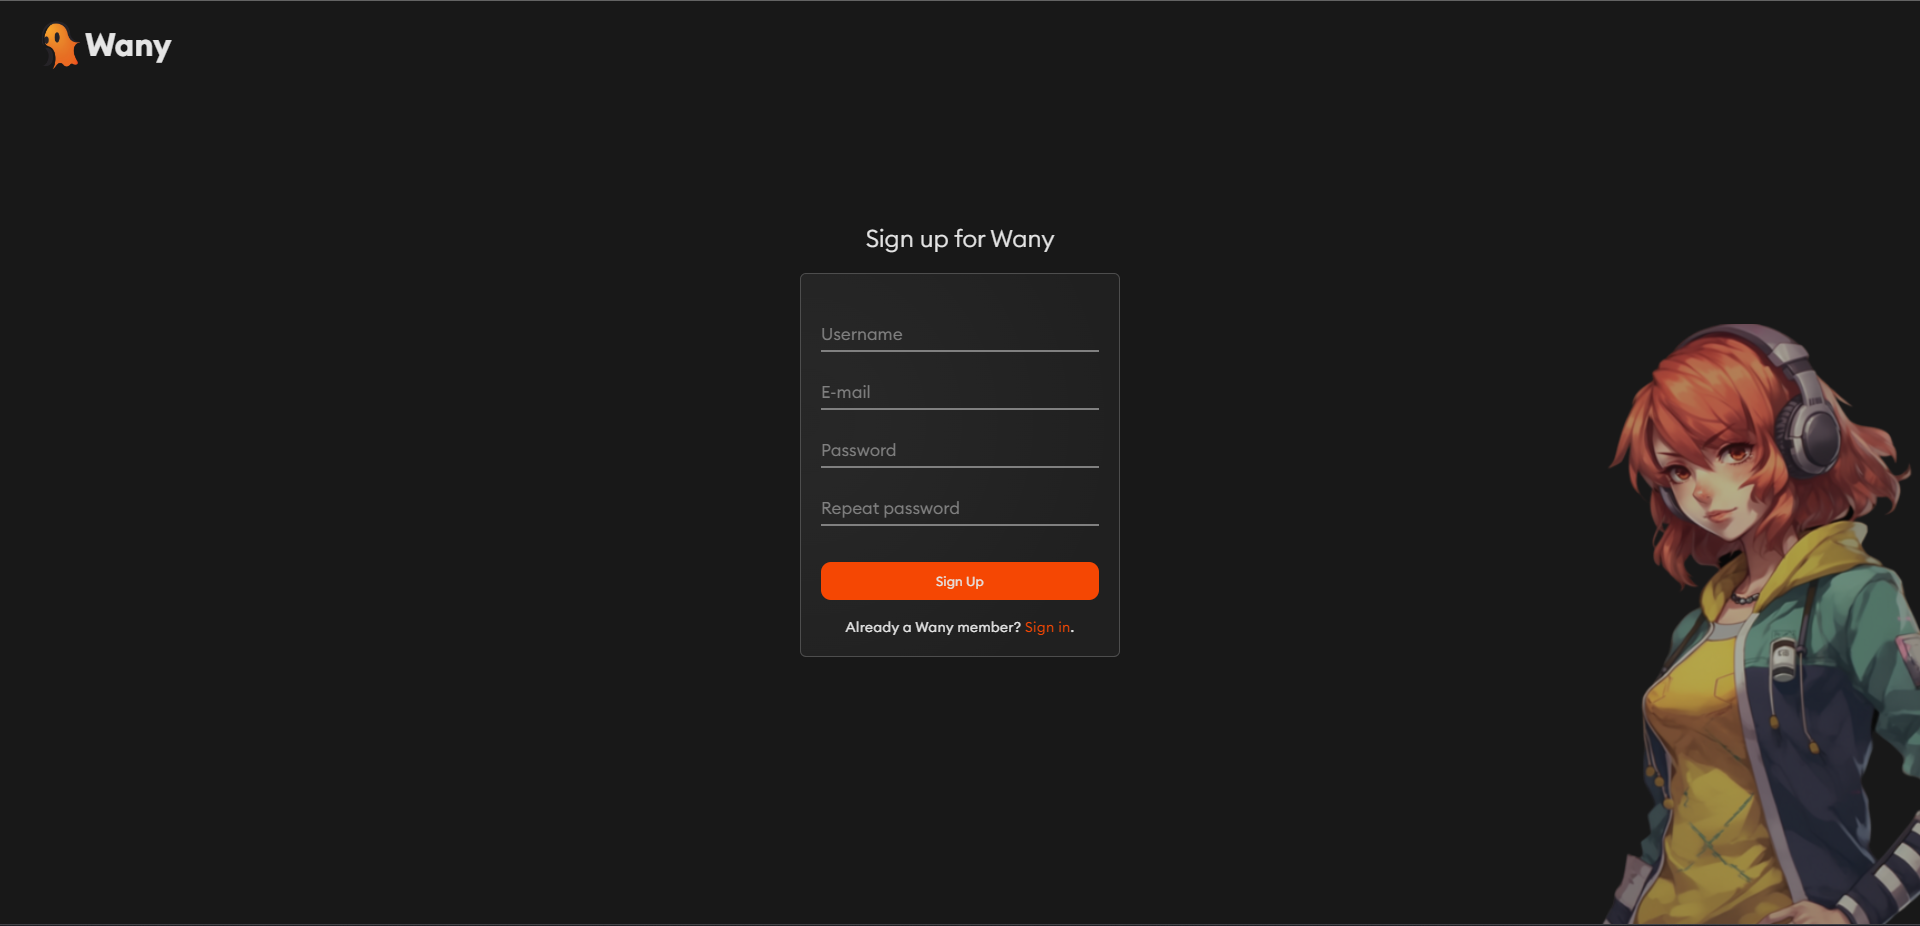 Wany
Sign up for Wany
Username
E-mail
Password
Repeat password
Sign Up
Already a Wany member? Sign in.